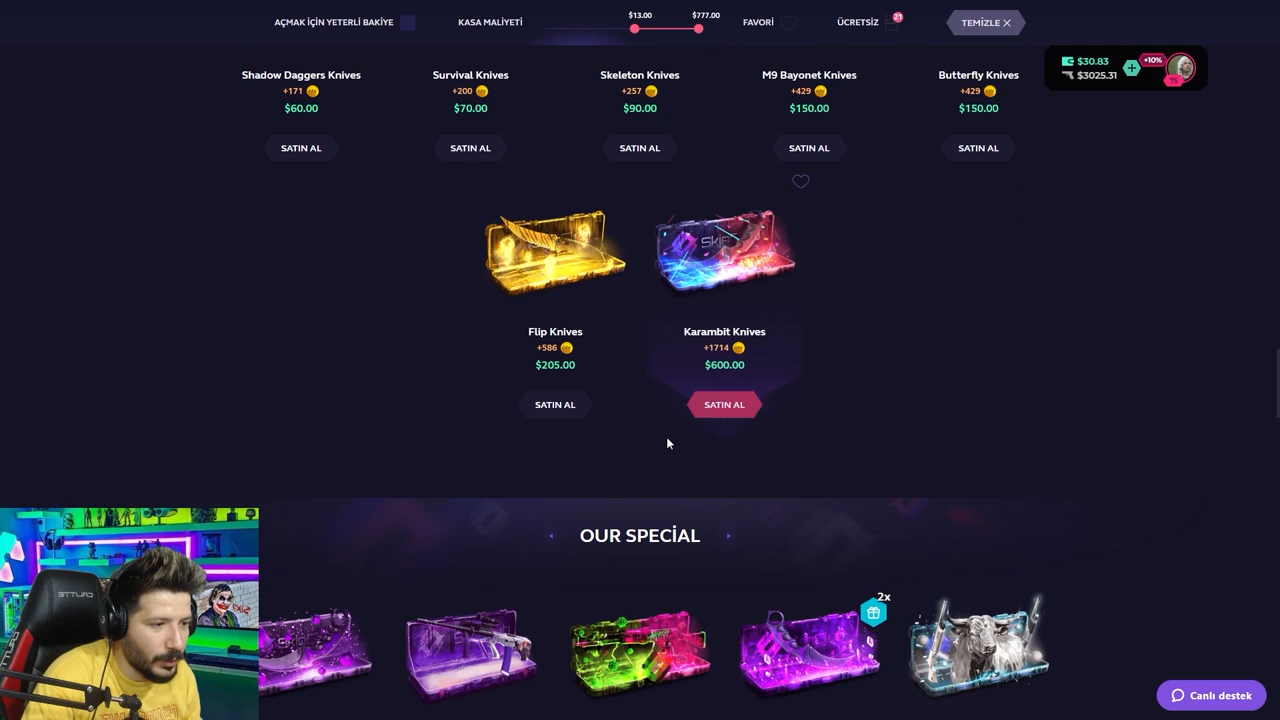 AÇMAK İÇİN YETERLİ BAKİYE
KASA MALİYETİ
$13.00
$777.00
FAVORİ
ÜCRETSİZ
21
TEMİZLE
$30.83
$3025.31
+10%
75
Shadow Daggers Knives
+171
$60.00
SATIN AL
Survival Knives
+200
$70.00
SATIN AL
Skeleton Knives
+257
$90.00
SATIN AL
M9 Bayonet Knives
+429
$150.00
SATIN AL
Butterfly Knives
+429
$150.00
SATIN AL
Flip Knives
+586
$205.00
SATIN AL
Karambit Knives
+1714
$600.00
SATIN AL
OUR SPECİAL
2x
Canlı destek